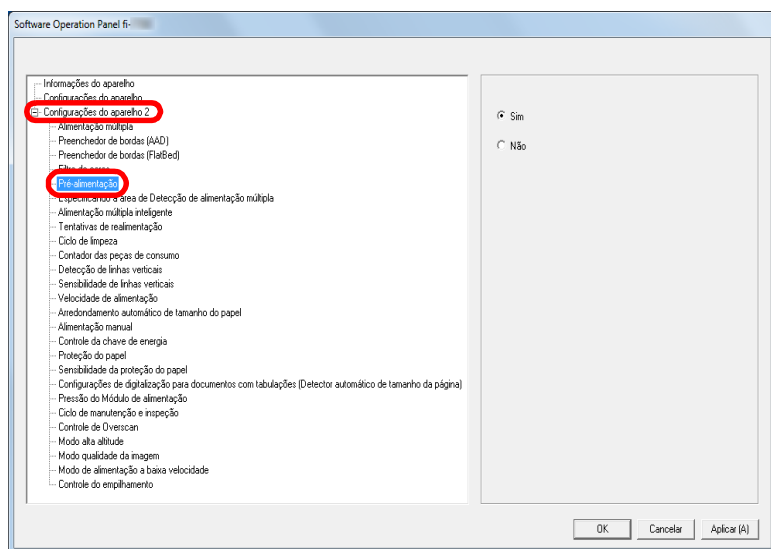 Software Operation Panel fi-
Informações do aparelho
Configurações do aparelho
Configurações do aparelho 2
Alimentação múltipla
Preenchedor de bordas (AAD)
Preenchedor de bordas (FlatBed)
Pré-alimentação
Especificando a área de Detecção de alimentação múltipla
Alimentação múltipla inteligente
Tentativas de realimentação
Ciclo de limpeza
Contador das peças de consumo
Detecção de linhas verticais
Sensibilidade de linhas verticais
Velocidade de alimentação
Arredondamento automático de tamanho do papel
Alimentação manual
Controle da chave de energia
Proteção do papel
Sensibilidade da proteção do papel
Configurações de digitalização para documentos com tabulações (Detector automático de tamanho da página)
Pressão do Módulo de alimentação
Ciclo de manutenção e inspeção
Controle de Overscan
Modo alta altitude
Modo qualidade da imagem
Modo de alimentação a baixa velocidade
Controle do empilhamento
Sim
Não
OK Cancelar Aplicar (A)